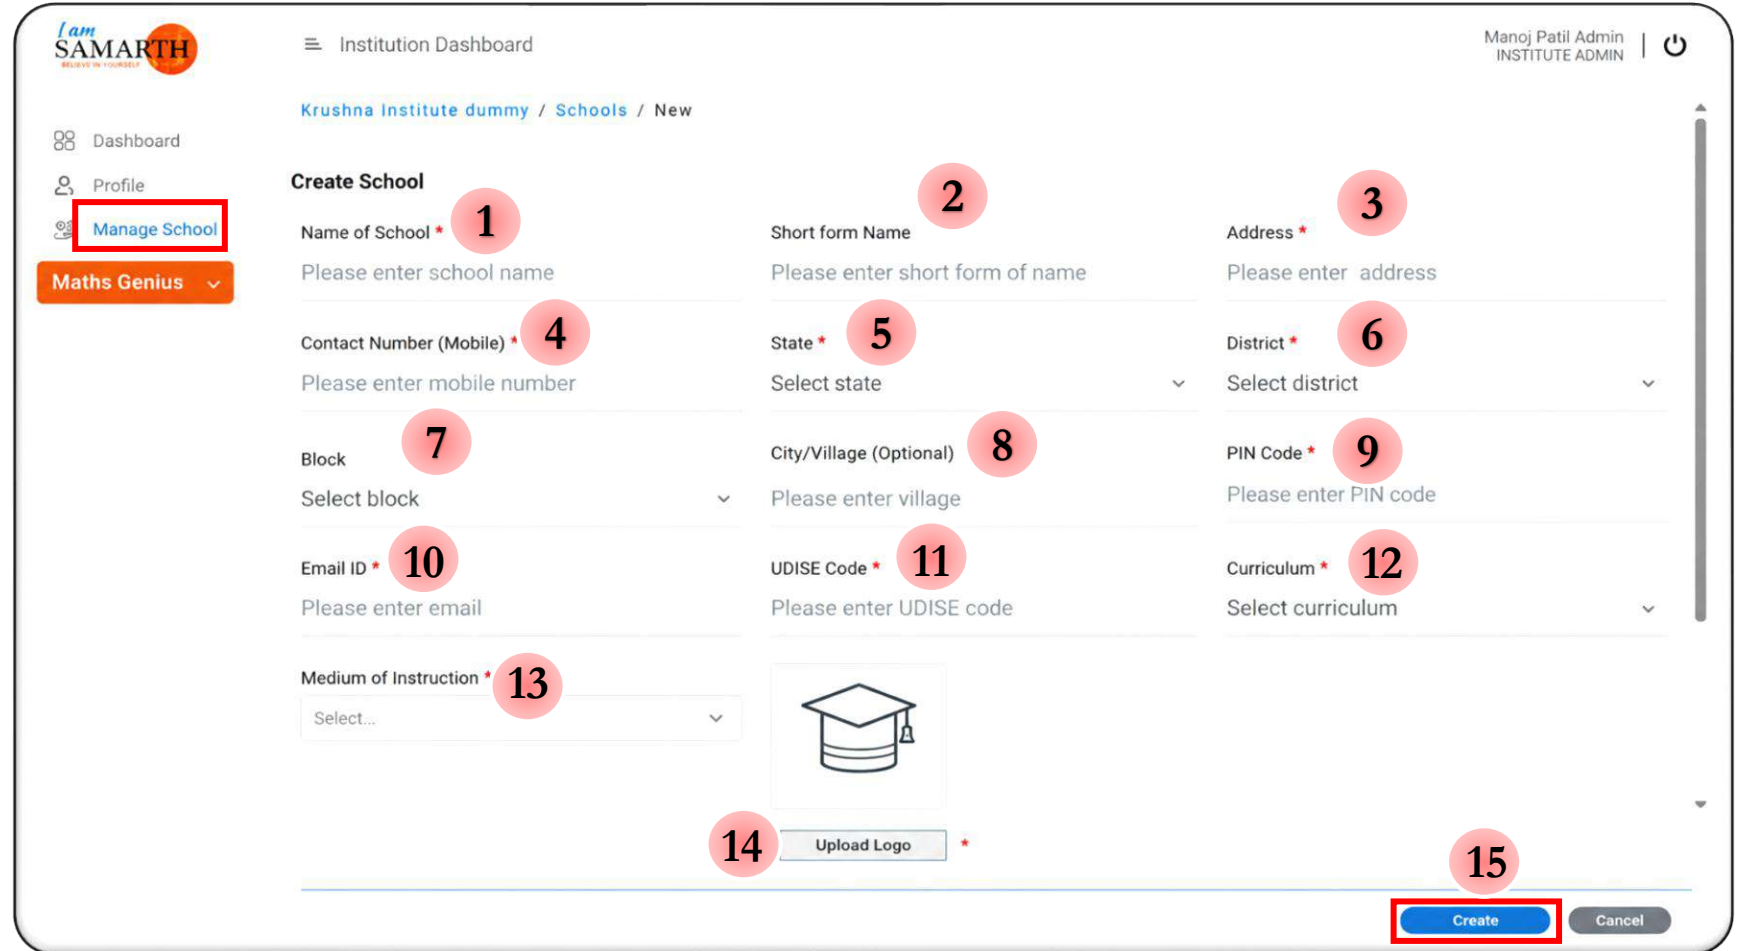 I am
SAMARTH
BELIEVE IN YOURSELF
Institution Dashboard
Manoj Patil Admin
INSTITUTE ADMIN
Krushna Institute dummy / Schools / New
Dashboard
Profile
Manage School
Maths Genius
Create School
Name of School * 1
Please enter school name
Short form Name 2
Please enter short form of name
Address * 3
Please enter address
Contact Number (Mobile) * 4
Please enter mobile number
State * 5
Select state
District * 6
Select district
Block 7
Select block
City/Village (Optional) 8
Please enter village
PIN Code * 9
Please enter PIN code
Email ID * 10
Please enter email
UDISE Code * 11
Please enter UDISE code
Curriculum * 12
Select curriculum
Medium of Instruction * 13
Select...
14 Upload Logo *
15
Create
Cancel